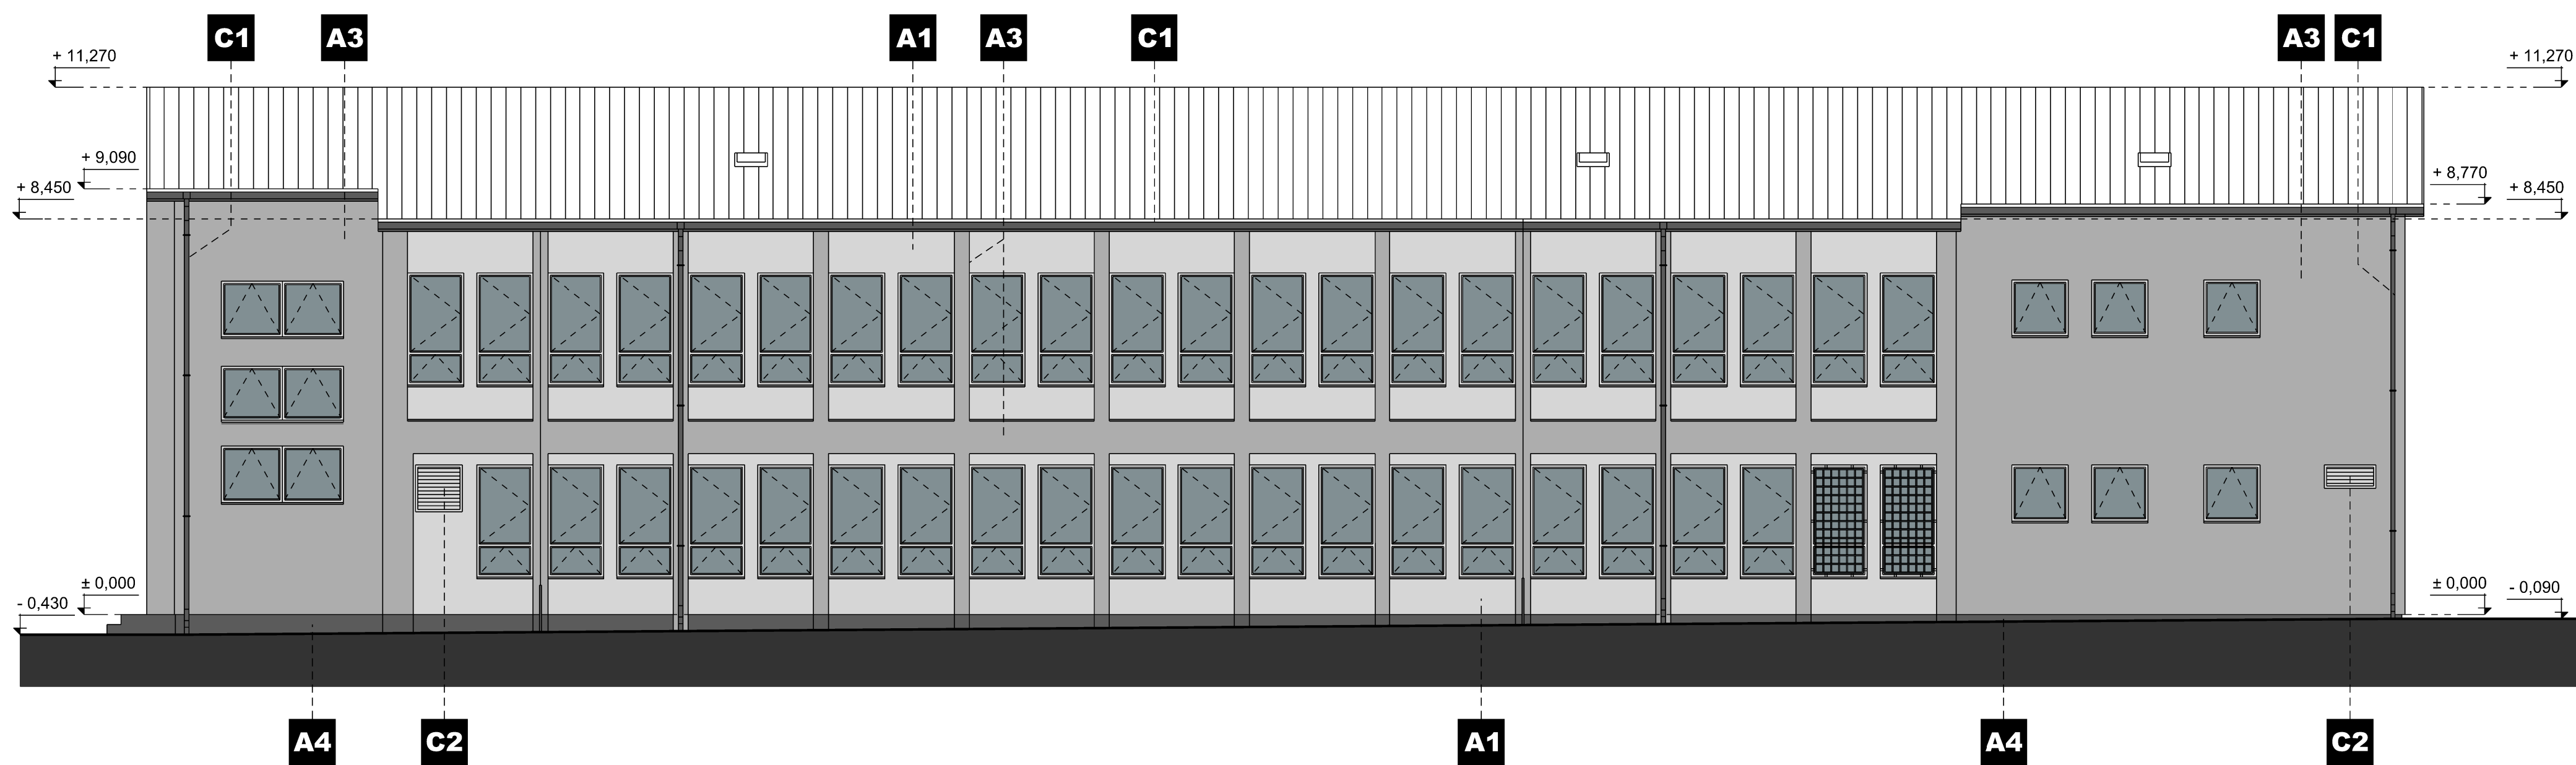 C1 A3 A1 A3 C1 A3 C1
+ 11,270 + 11,270
+ 9,090
+ 8,770
+ 8,450 + 8,450
± 0,000 ± 0,000
- 0,430 - 0,090
A4 C2 A1 A4 C2